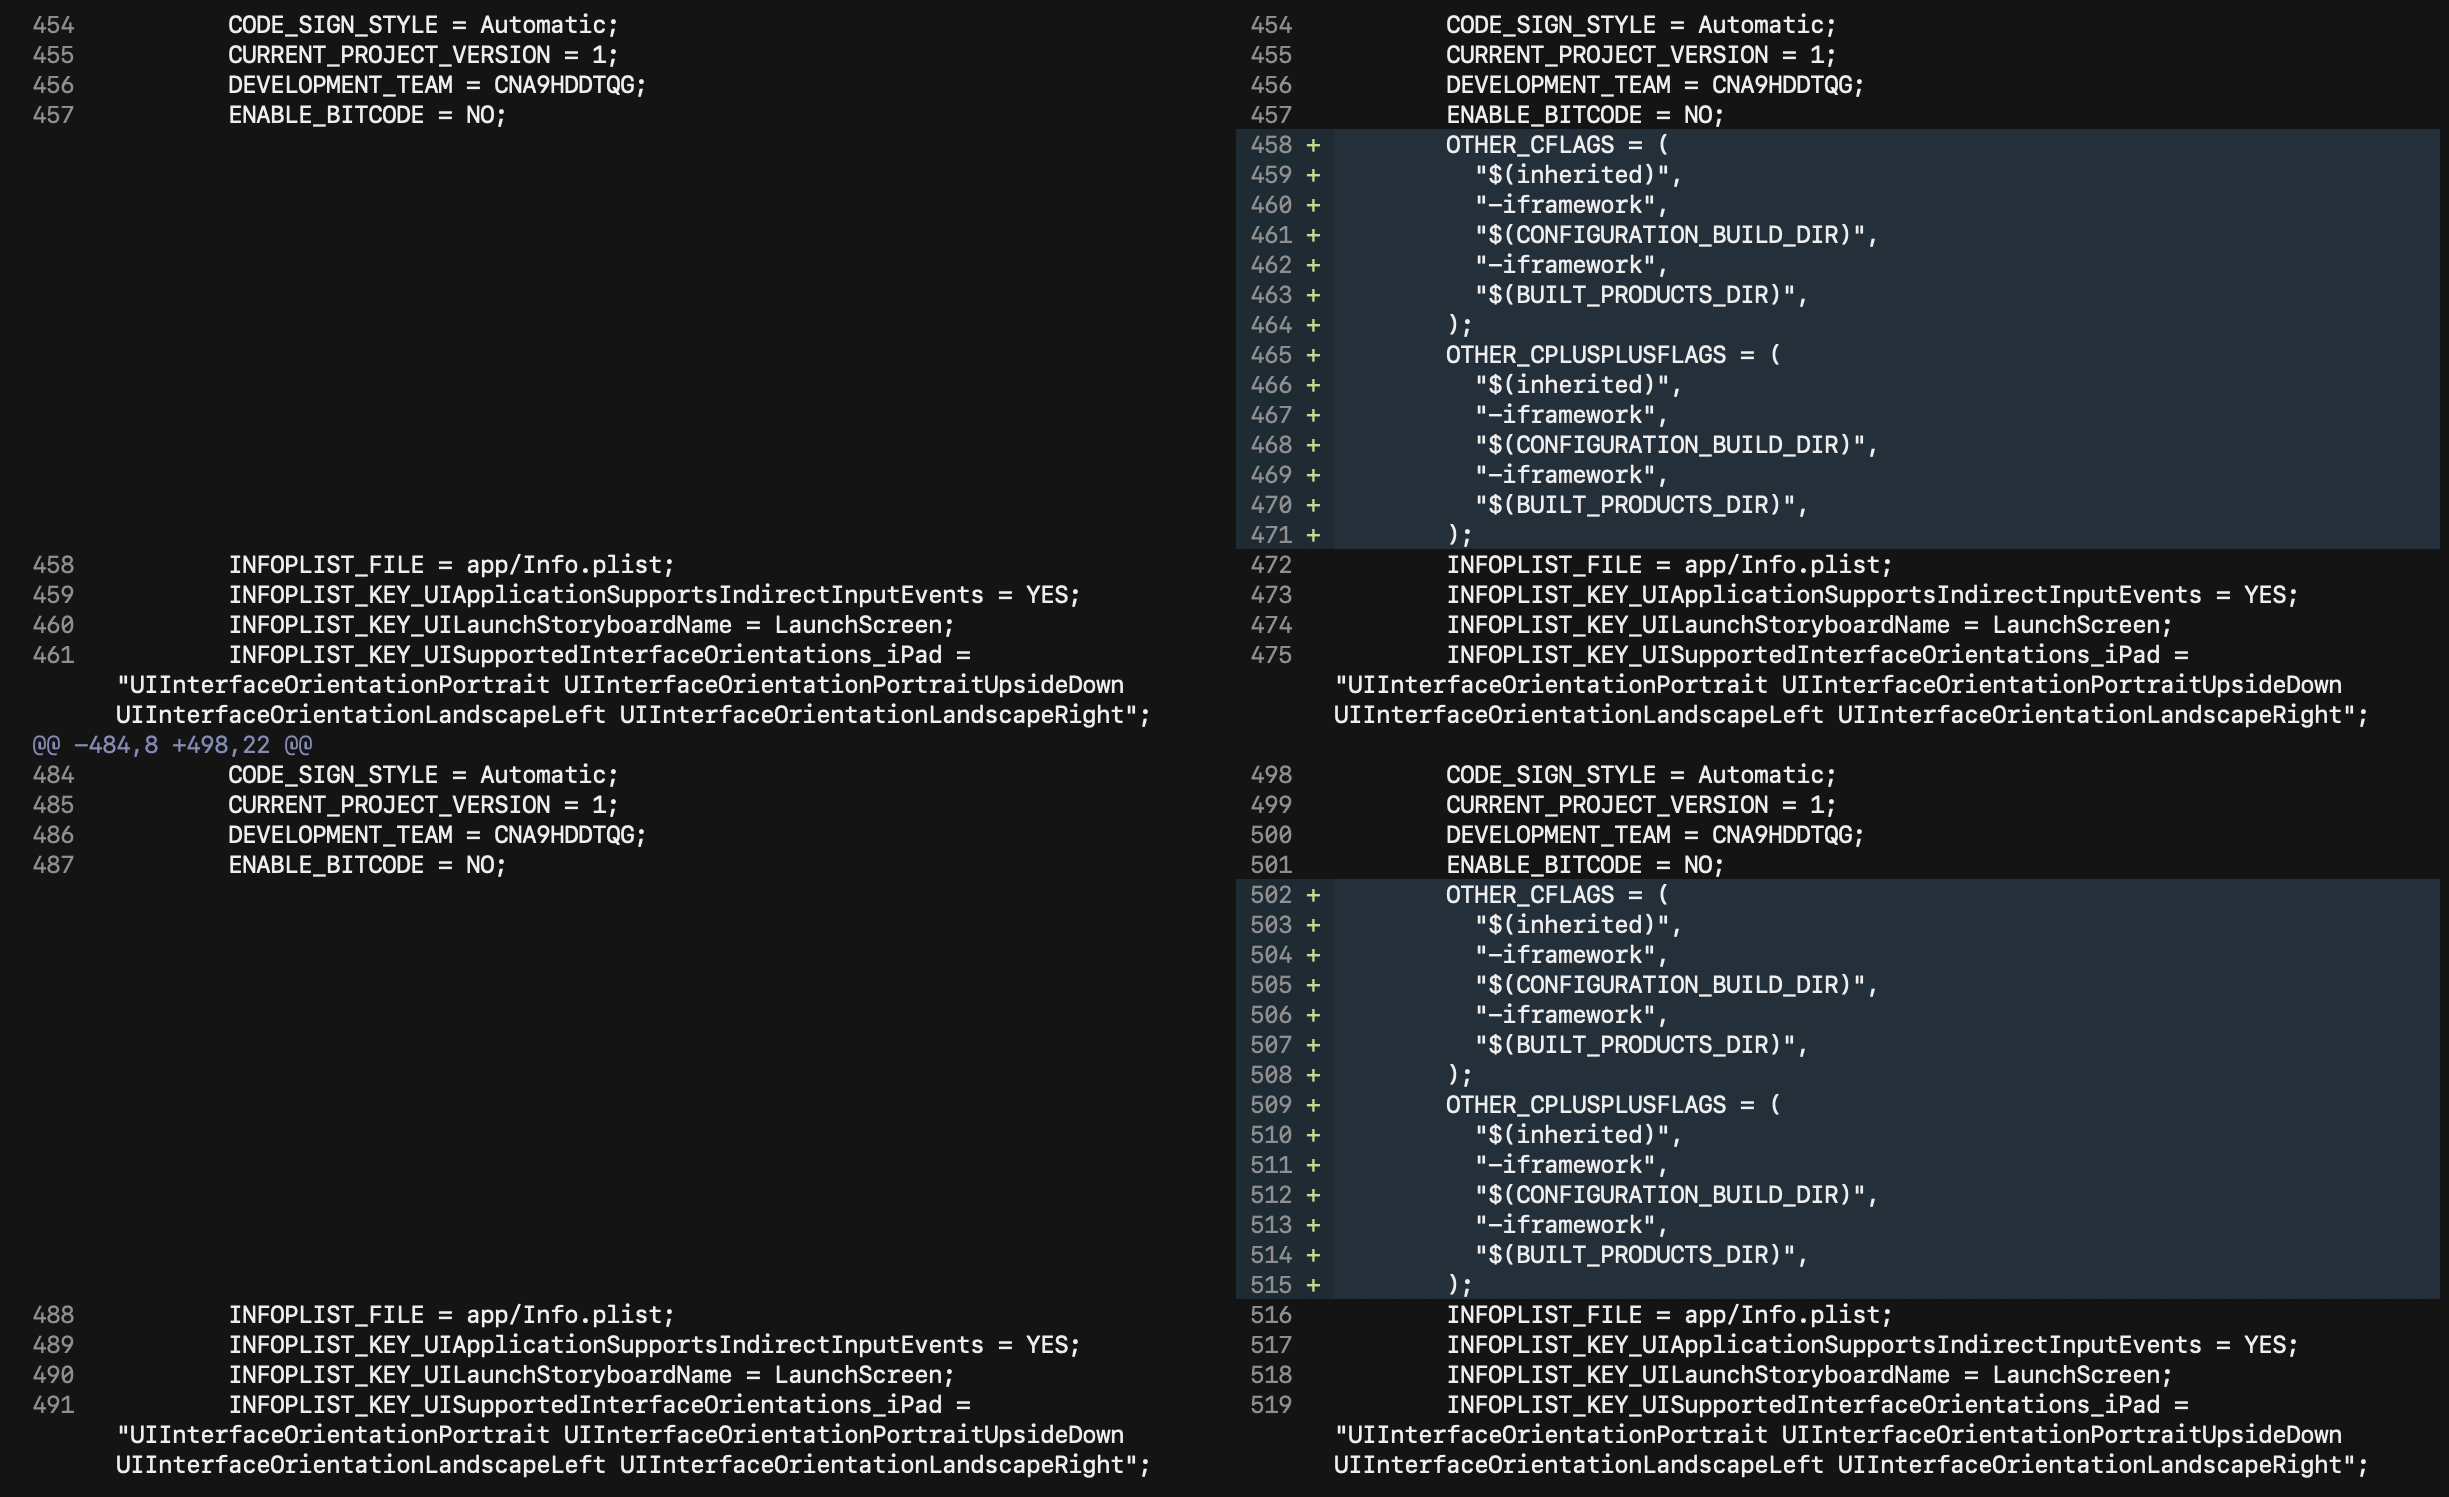 454 CODE_SIGN_STYLE = Automatic;
455 CURRENT_PROJECT_VERSION = 1;
456 DEVELOPMENT_TEAM = CNA9HDDTQG;
457 ENABLE_BITCODE = NO;
458 INFOPLIST_FILE = app/Info.plist;
459 INFOPLIST_KEY_UIApplicationSupportsIndirectInputEvents = YES;
460 INFOPLIST_KEY_UILaunchStoryboardName = LaunchScreen;
461 INFOPLIST_KEY_UISupportedInterfaceOrientations_iPad =
"UIInterfaceOrientationPortrait UIInterfaceOrientationPortraitUpsideDown
UIInterfaceOrientationLandscapeLeft UIInterfaceOrientationLandscapeRight";
@@ -484,8 +498,22 @@
484 CODE_SIGN_STYLE = Automatic;
485 CURRENT_PROJECT_VERSION = 1;
486 DEVELOPMENT_TEAM = CNA9HDDTQG;
487 ENABLE_BITCODE = NO;
488 INFOPLIST_FILE = app/Info.plist;
489 INFOPLIST_KEY_UIApplicationSupportsIndirectInputEvents = YES;
490 INFOPLIST_KEY_UILaunchStoryboardName = LaunchScreen;
491 INFOPLIST_KEY_UISupportedInterfaceOrientations_iPad =
"UIInterfaceOrientationPortrait UIInterfaceOrientationPortraitUpsideDown
UIInterfaceOrientationLandscapeLeft UIInterfaceOrientationLandscapeRight";
454 CODE_SIGN_STYLE = Automatic;
455 CURRENT_PROJECT_VERSION = 1;
456 DEVELOPMENT_TEAM = CNA9HDDTQG;
457 ENABLE_BITCODE = NO;
458 + OTHER_CFLAGS = (
459 + "$(inherited)",
460 + "-iframework",
461 + "$(CONFIGURATION_BUILD_DIR)",
462 + "-iframework",
463 + "$(BUILT_PRODUCTS_DIR)",
464 + );
465 + OTHER_CPLUSPLUSFLAGS = (
466 + "$(inherited)",
467 + "-iframework",
468 + "$(CONFIGURATION_BUILD_DIR)",
469 + "-iframework",
470 + "$(BUILT_PRODUCTS_DIR)",
471 + );
472 INFOPLIST_FILE = app/Info.plist;
473 INFOPLIST_KEY_UIApplicationSupportsIndirectInputEvents = YES;
474 INFOPLIST_KEY_UILaunchStoryboardName = LaunchScreen;
475 INFOPLIST_KEY_UISupportedInterfaceOrientations_iPad =
"UIInterfaceOrientationPortrait UIInterfaceOrientationPortraitUpsideDown
UIInterfaceOrientationLandscapeLeft UIInterfaceOrientationLandscapeRight";
498 CODE_SIGN_STYLE = Automatic;
499 CURRENT_PROJECT_VERSION = 1;
500 DEVELOPMENT_TEAM = CNA9HDDTQG;
501 ENABLE_BITCODE = NO;
502 + OTHER_CFLAGS = (
503 + "$(inherited)",
504 + "-iframework",
505 + "$(CONFIGURATION_BUILD_DIR)",
506 + "-iframework",
507 + "$(BUILT_PRODUCTS_DIR)",
508 + );
509 + OTHER_CPLUSPLUSFLAGS = (
510 + "$(inherited)",
511 + "-iframework",
512 + "$(CONFIGURATION_BUILD_DIR)",
513 + "-iframework",
514 + "$(BUILT_PRODUCTS_DIR)",
515 + );
516 INFOPLIST_FILE = app/Info.plist;
517 INFOPLIST_KEY_UIApplicationSupportsIndirectInputEvents = YES;
518 INFOPLIST_KEY_UILaunchStoryboardName = LaunchScreen;
519 INFOPLIST_KEY_UISupportedInterfaceOrientations_iPad =
"UIInterfaceOrientationPortrait UIInterfaceOrientationPortraitUpsideDown
UIInterfaceOrientationLandscapeLeft UIInterfaceOrientationLandscapeRight";